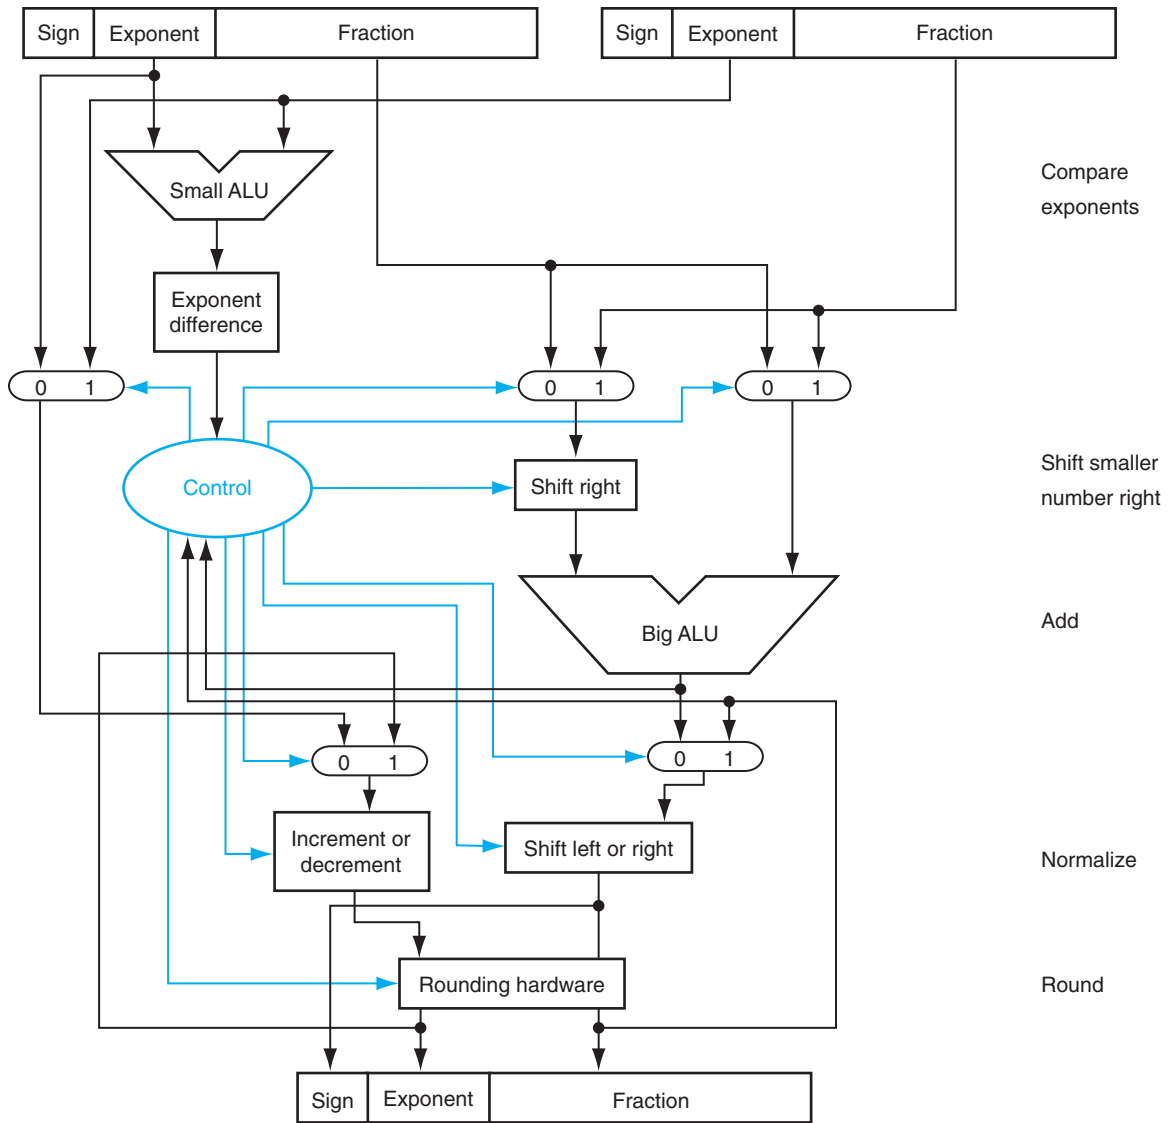 Sign Exponent Fraction Sign Exponent Fraction
Compare
exponents
Small ALU
Exponent
difference
0 1 0 1 0 1
Shift smaller
number right
Control
Shift right
Add
Big ALU
0 1 0 1
Increment or
decrement
Shift left or right
Normalize
Rounding hardware
Round
Sign Exponent Fraction